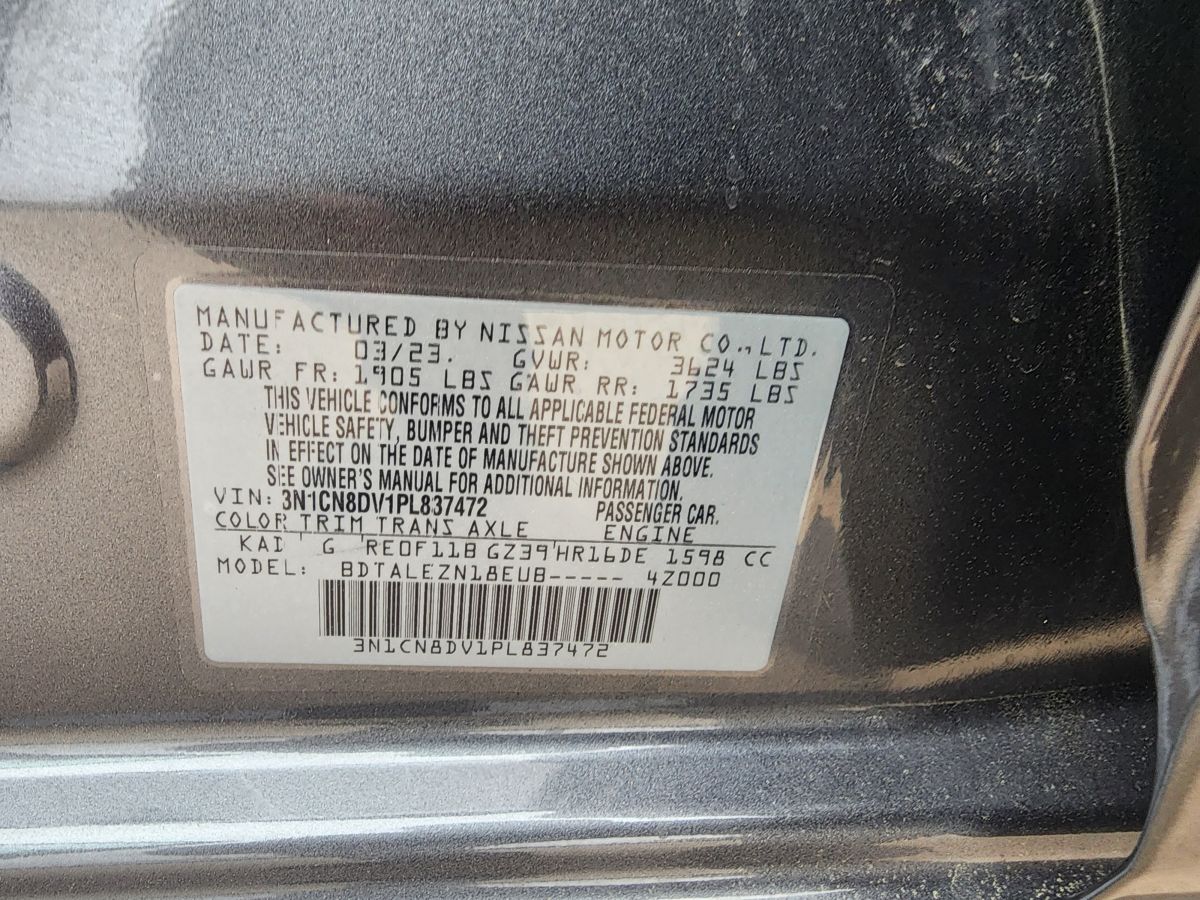 MANUFACTURED BY NISSAN MOTOR CO.,LTD.
DATE: 03/23. GVWR: 3624 LBS
GAWR FR: 1905 LBS GAWR RR: 1735 LBS
THIS VEHICLE CONFORMS TO ALL APPLICABLE FEDERAL MOTOR
VEHICLE SAFETY, BUMPER AND THEFT PREVENTION STANDARDS
IN EFFECT ON THE DATE OF MANUFACTURE SHOWN ABOVE.
SEE OWNER'S MANUAL FOR ADDITIONAL INFORMATION.
VIN: 3N1CN8DV1PL837472 PASSENGER CAR.
COLOR TRIM TRANS AXLE ENGINE
KAD G RE0F11B GZ39 HR16DE 1598 CC
MODEL: BDTALEZN18EUB----- 4Z000
3N1CN8DV1PL837472